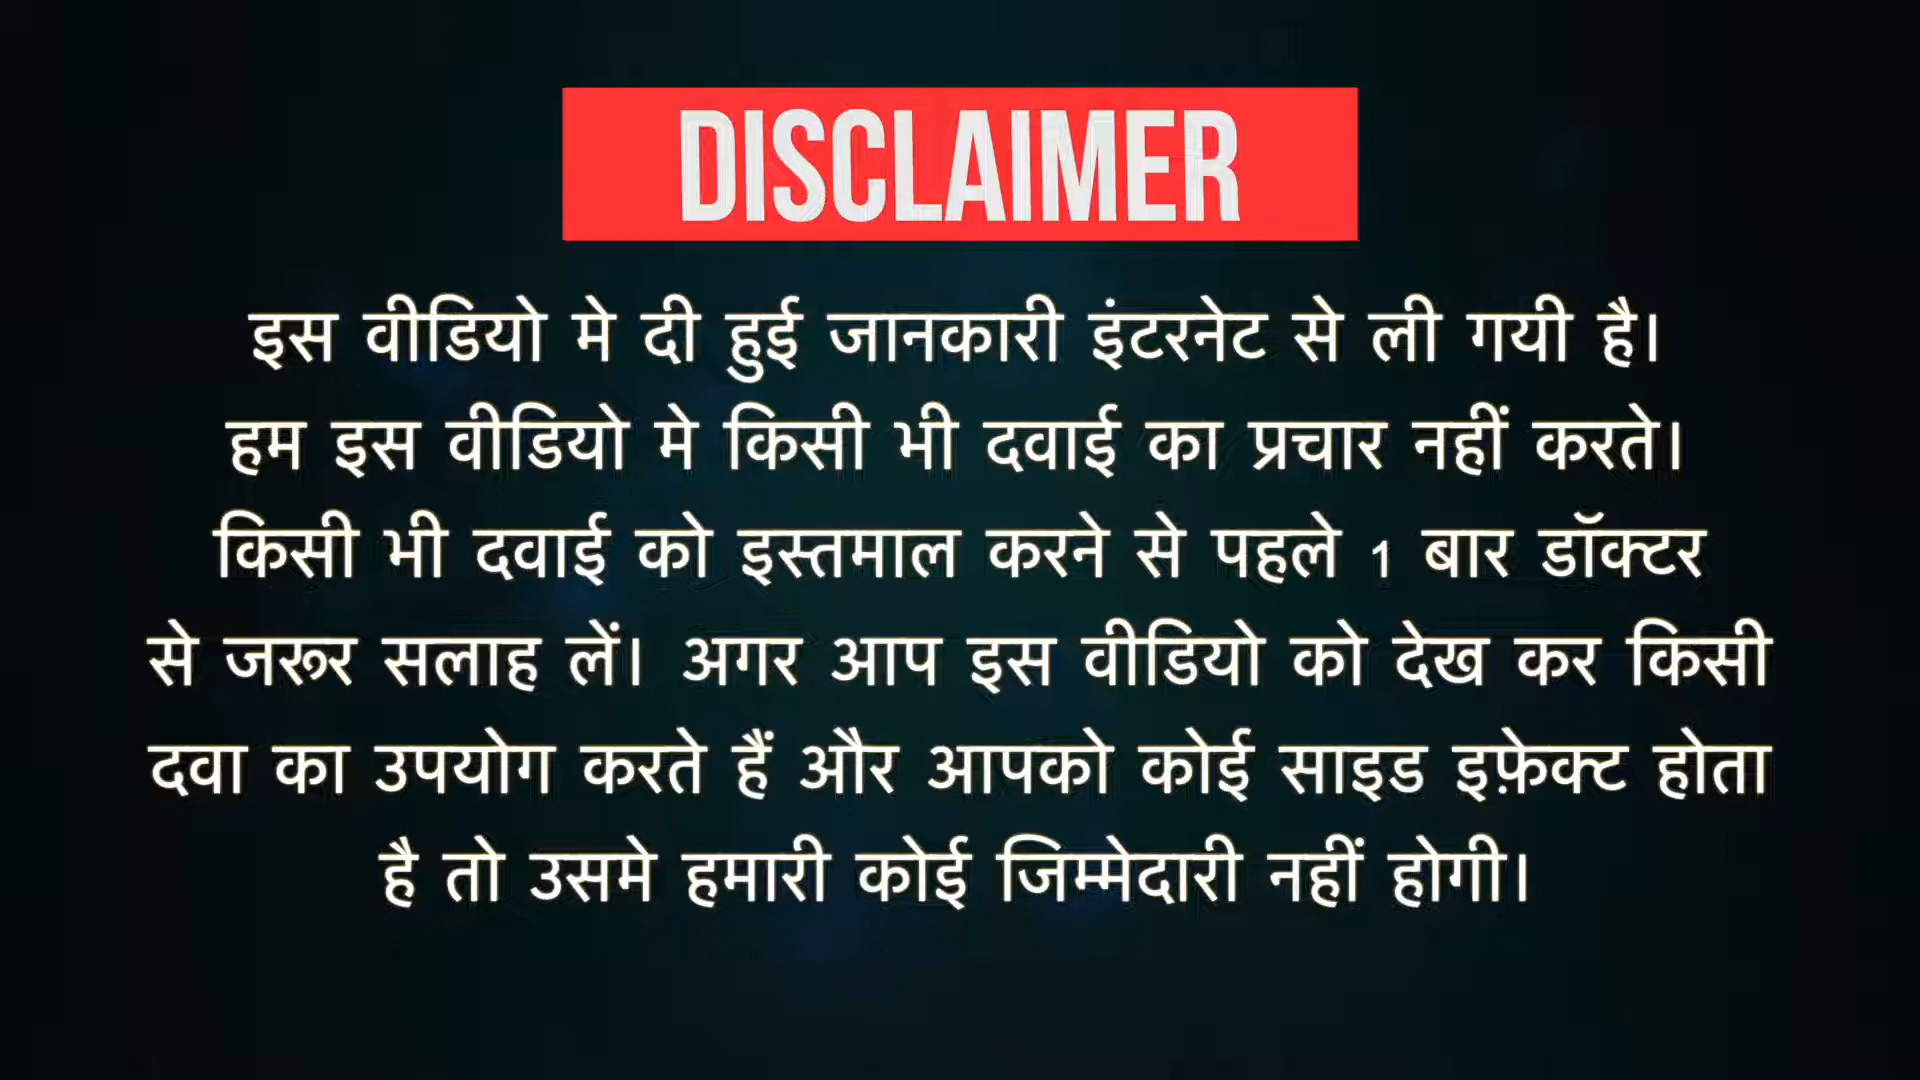 DISCLAIMER
इस वीडियो मे दी हुई जानकारी इंटरनेट से ली गयी है।
हम इस वीडियो मे किसी भी दवाई का प्रचार नहीं करते।
किसी भी दवाई को इस्तमाल करने से पहले 1 बार डॉक्टर
से जरूर सलाह लें। अगर आप इस वीडियो को देख कर किसी
दवा का उपयोग करते हैं और आपको कोई साइड इफ़ेक्ट होता
है तो उसमे हमारी कोई जिम्मेदारी नहीं होगी।